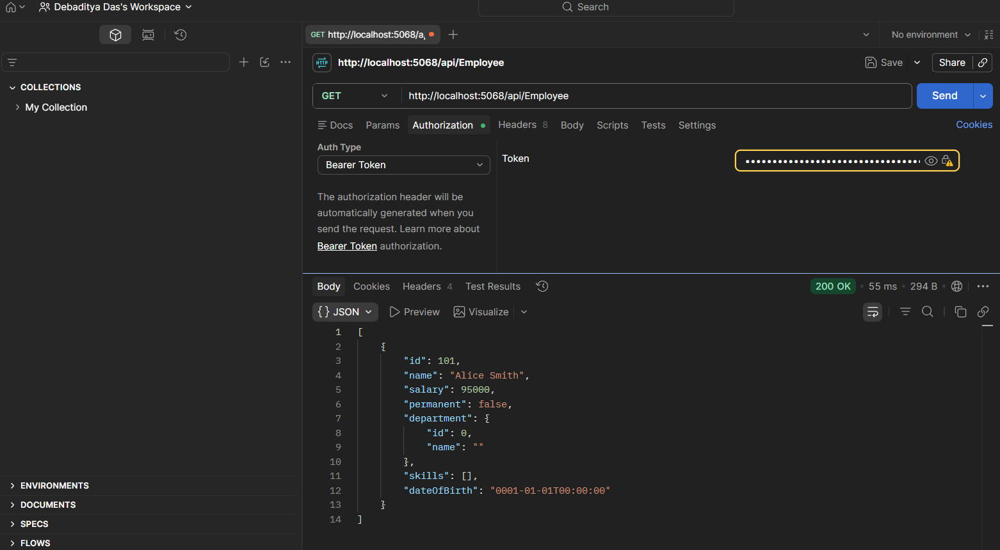 Debaditya Das's Workspace
Search
GET http://localhost:5068/a
No environment
HTTP http://localhost:5068/api/Employee
Save
Share
GET
http://localhost:5068/api/Employee
Send
COLLECTIONS
My Collection
Docs Params Authorization Headers 8 Body Scripts Tests Settings
Cookies
Auth Type
Bearer Token
Token
The authorization header will be
automatically generated when you
send the request. Learn more about
Bearer Token authorization.
Body Cookies Headers 4 Test Results
200 OK • 55 ms • 294 B
{} JSON Preview Visualize
1 [
2 {
3 "id": 101,
4 "name": "Alice Smith",
5 "salary": 95000,
6 "permanent": false,
7 "department": {
8 "id": 0,
9 "name": ""
10 },
11 "skills": [],
12 "dateOfBirth": "0001-01-01T00:00:00"
13 }
14 ]
ENVIRONMENTS
DOCUMENTS
SPECS
FLOWS